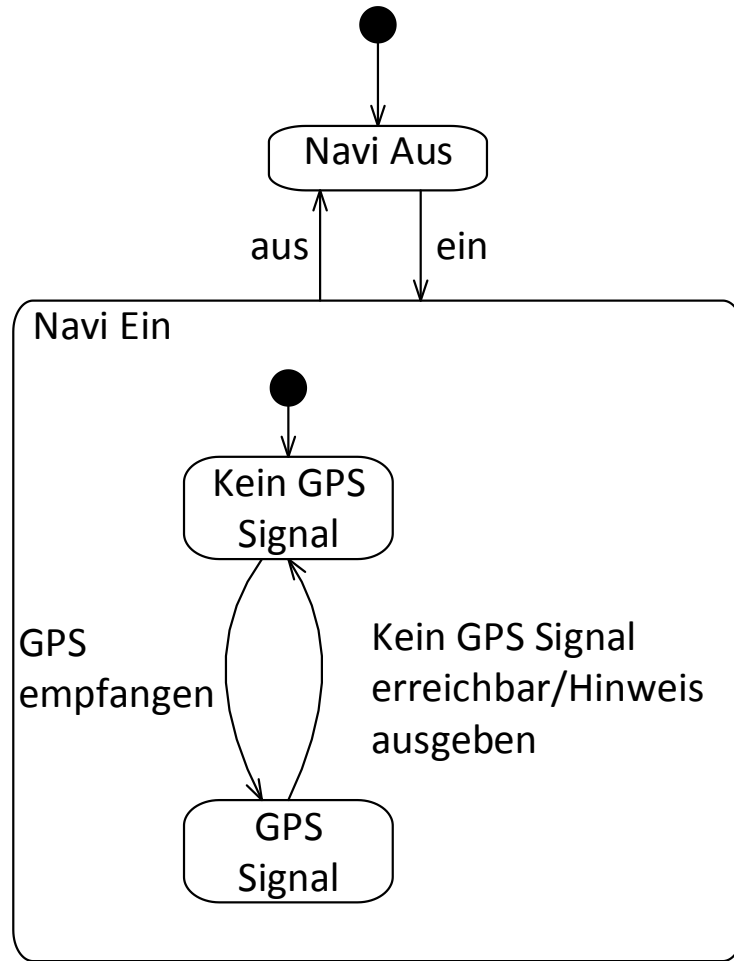 Navi Aus
aus
ein
Navi Ein
Kein GPS
Signal
GPS
empfangen
Kein GPS Signal
erreichbar/Hinweis
ausgeben
GPS
Signal